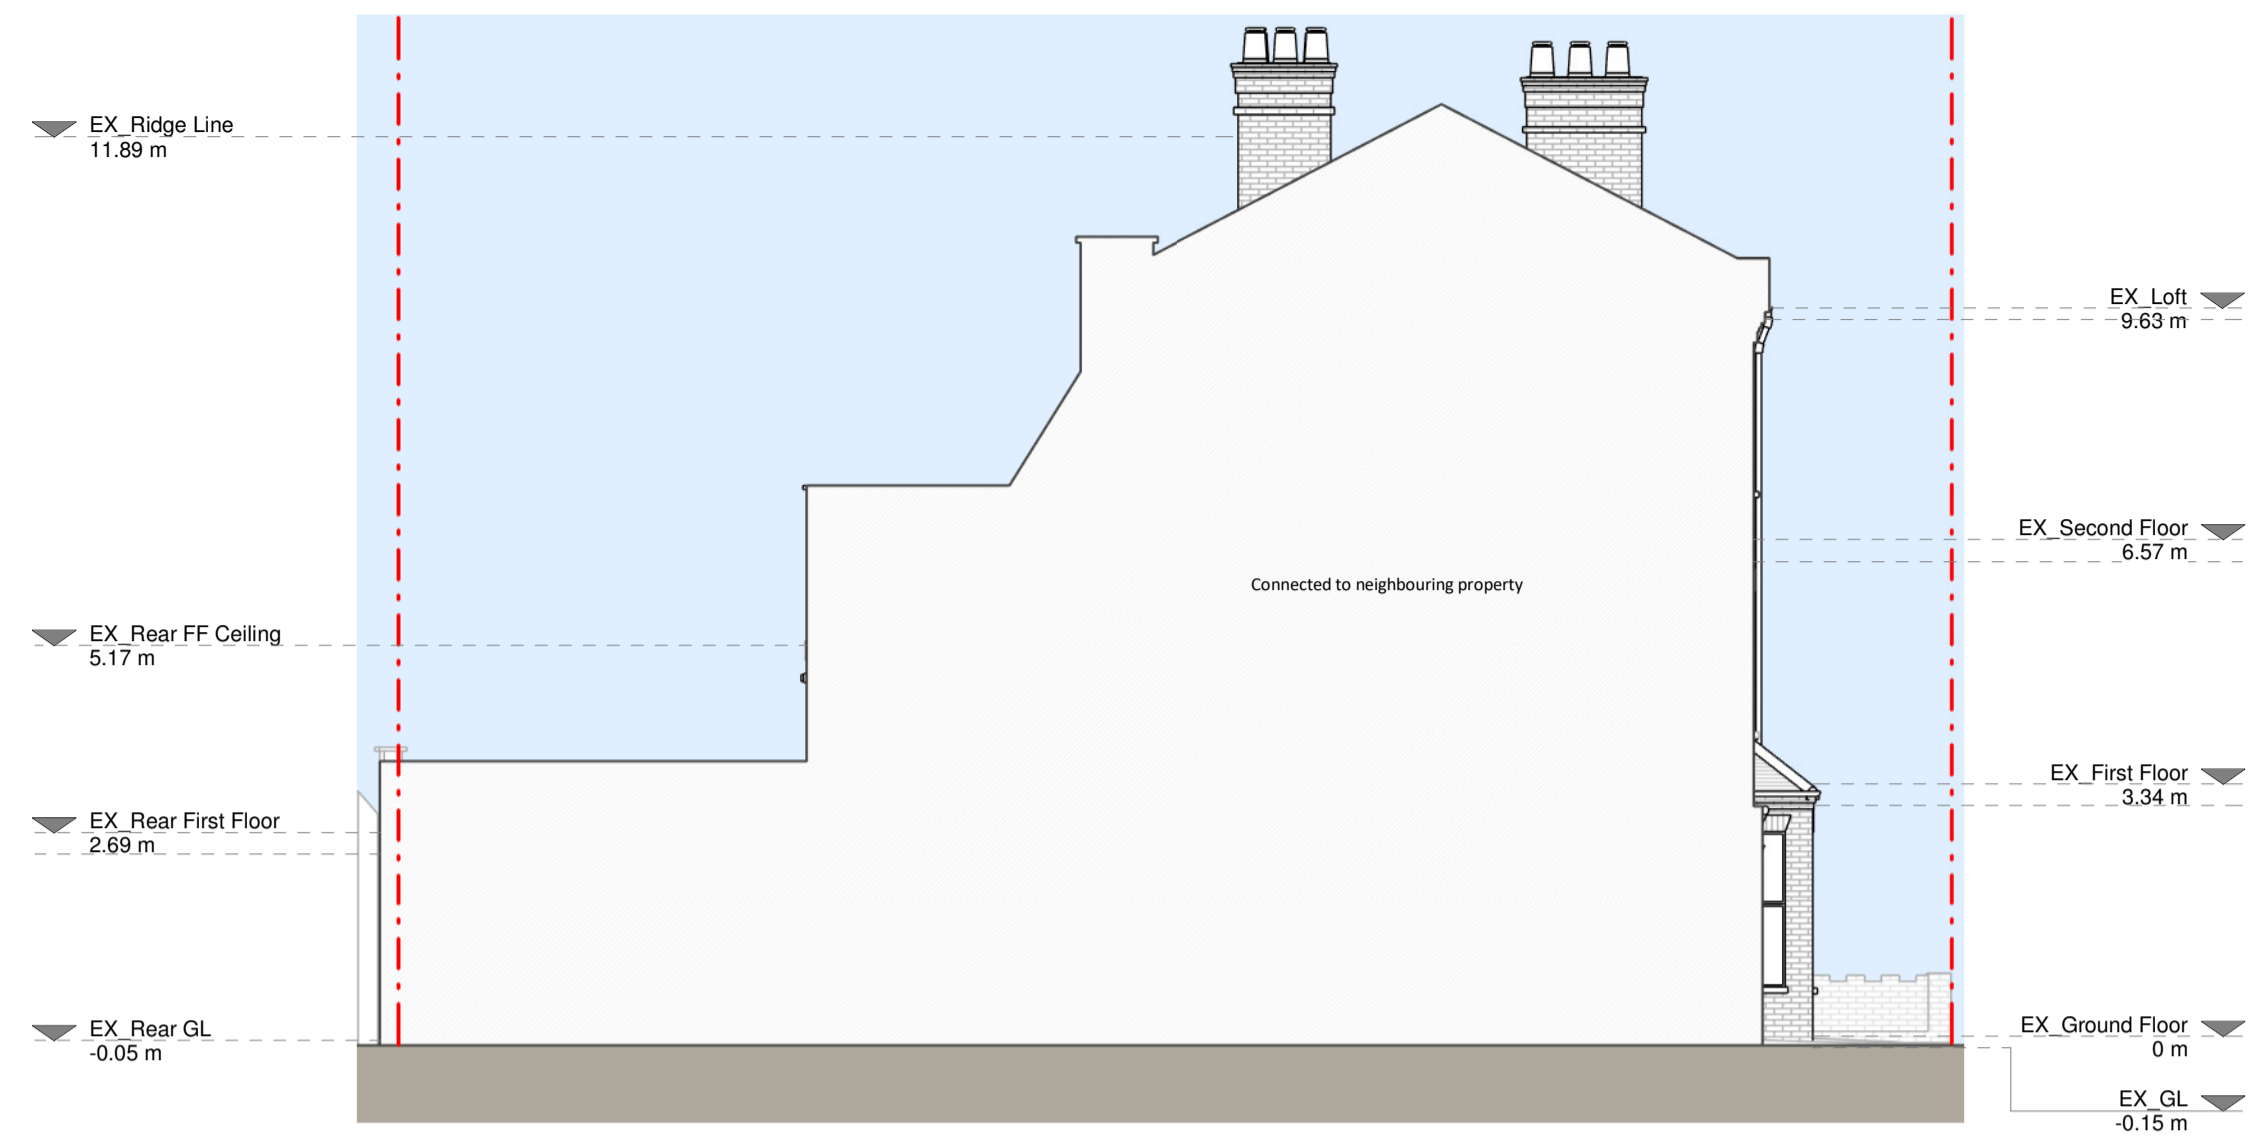 EX_Ridge Line
11.89 m
EX_Loft
9.63 m
EX_Second Floor
6.57 m
Connected to neighbouring property
EX_Rear FF Ceiling
5.17 m
EX_First Floor
3.34 m
EX_Rear First Floor
2.69 m
EX_Rear GL
-0.05 m
EX_Ground Floor
0 m
EX_GL
-0.15 m